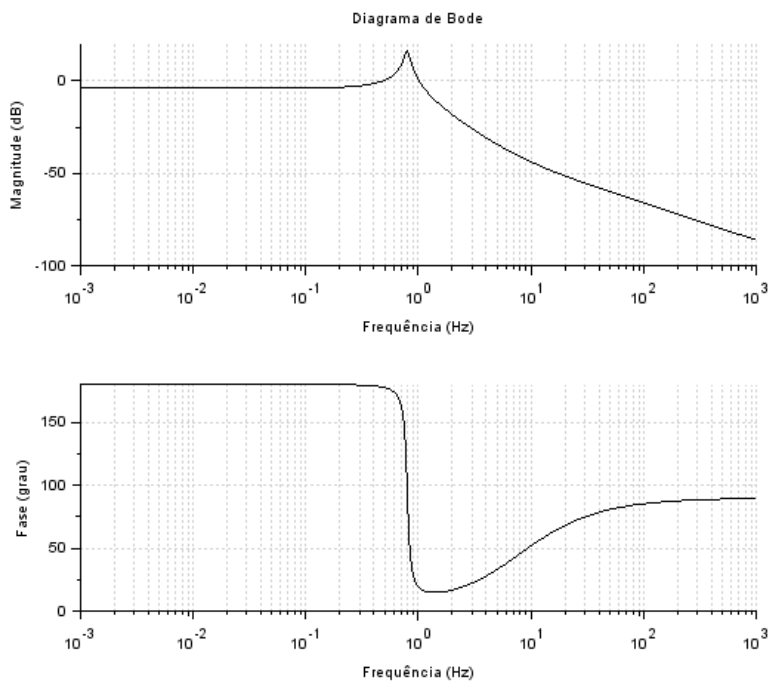 Diagrama de Bode
Magnitude (dB)
0
-50
-100
10^-3 10^-2 10^-1 10^0 10^1 10^2 10^3
Frequência (Hz)
Fase (grau)
150
100
50
0
10^-3 10^-2 10^-1 10^0 10^1 10^2 10^3
Frequência (Hz)